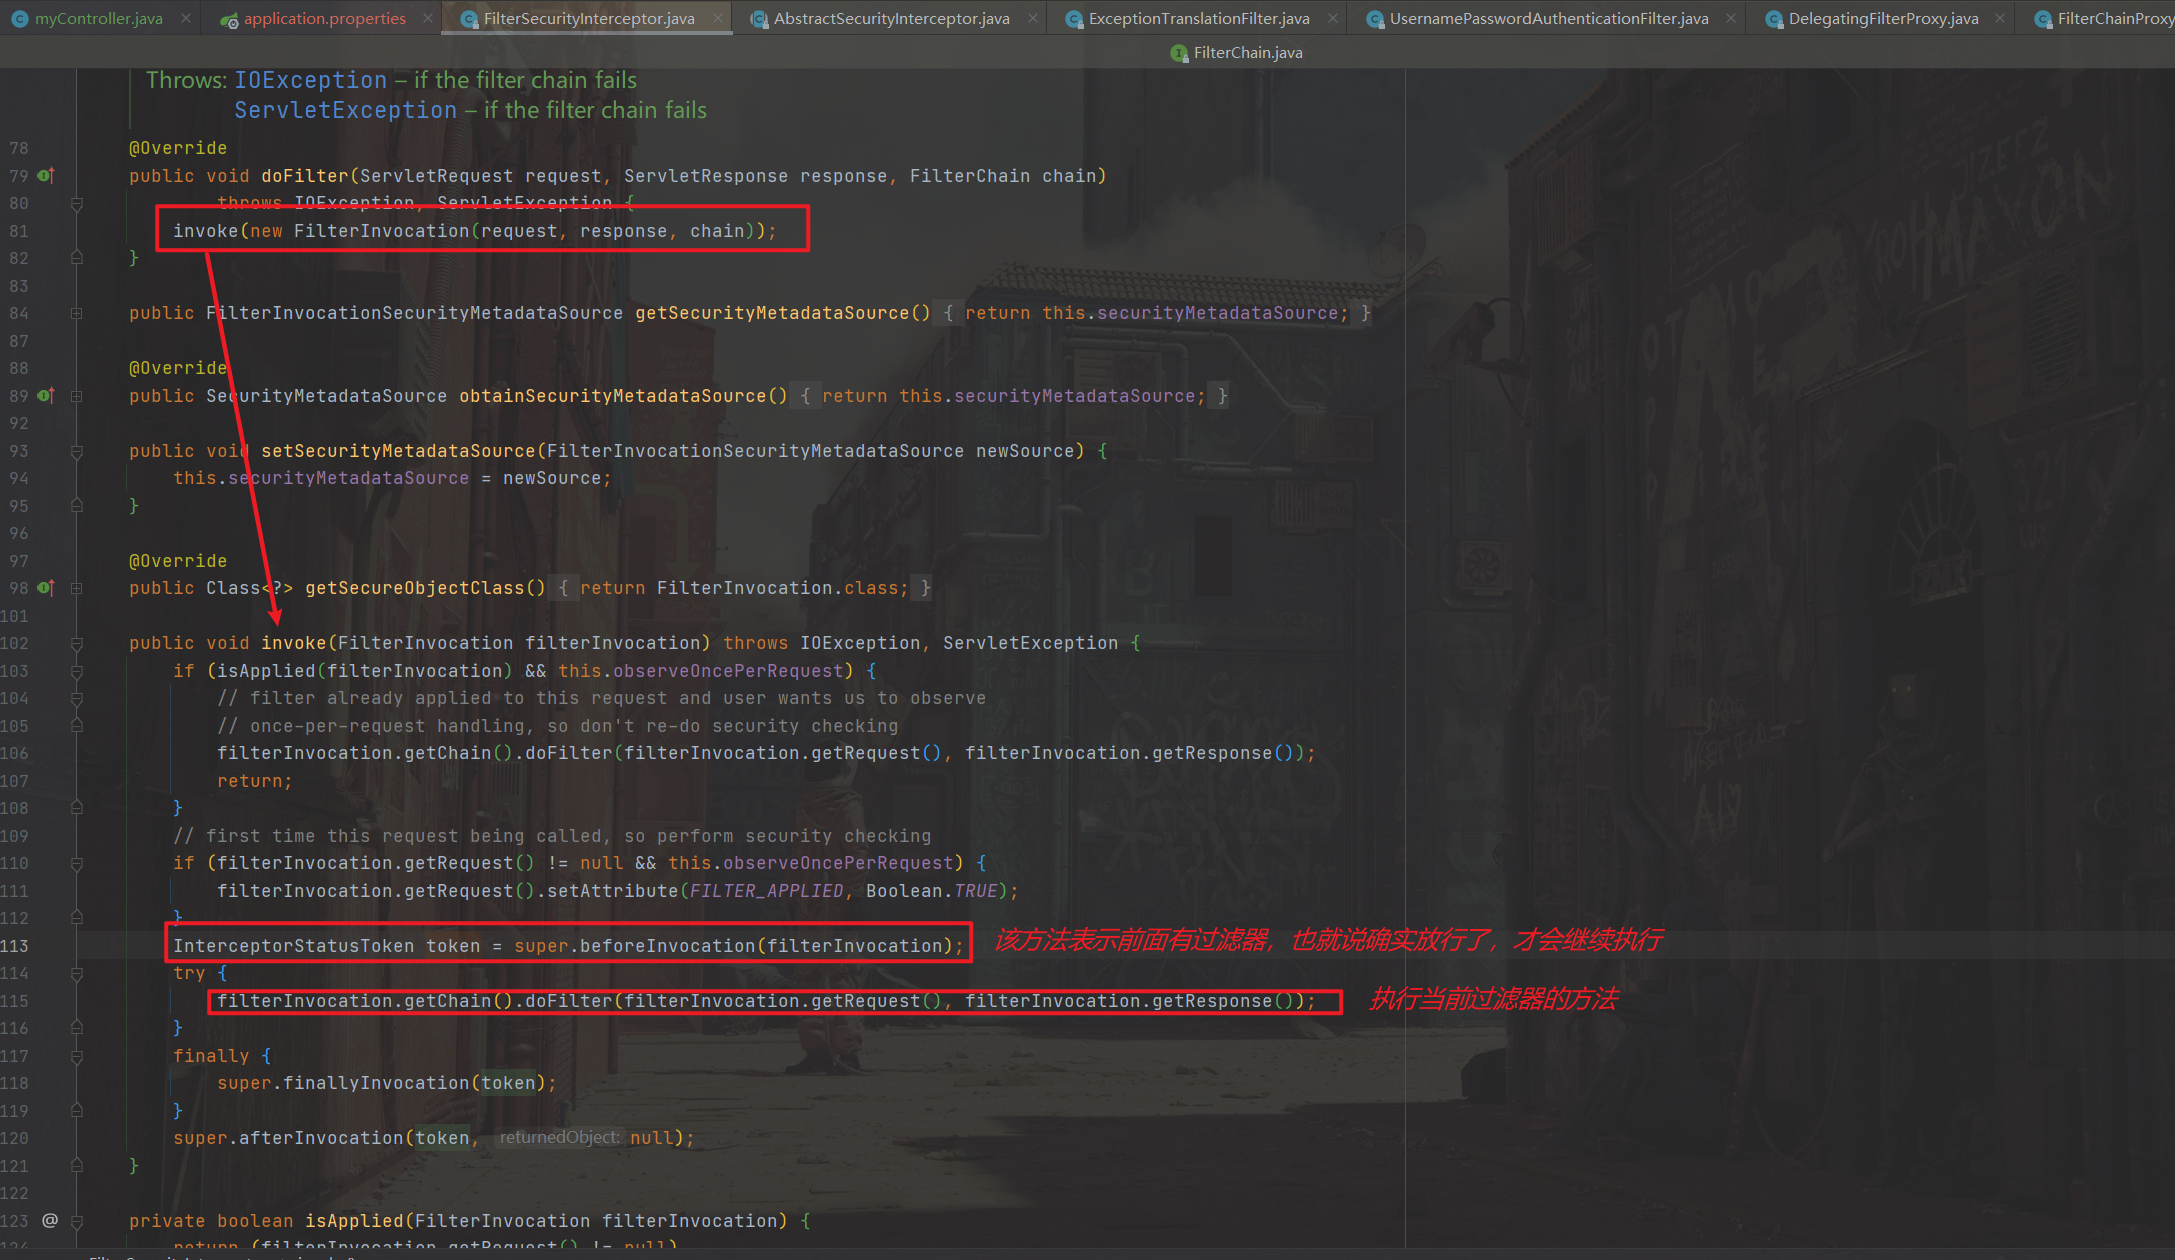 myController.java
application.properties
FilterSecurityInterceptor.java
AbstractSecurityInterceptor.java
ExceptionTranslationFilter.java
UsernamePasswordAuthenticationFilter.java
DelegatingFilterProxy.java
FilterChainProxy
FilterChain.java
Throws: IOException – if the filter chain fails
ServletException – if the filter chain fails
78 @Override
79 public void doFilter(ServletRequest request, ServletResponse response, FilterChain chain)
80 throws IOException, ServletException {
81 invoke(new FilterInvocation(request, response, chain));
82 }
83
84 public FilterInvocationSecurityMetadataSource getSecurityMetadataSource() { return this.securityMetadataSource; }
87
88 @Override
89 public SecurityMetadataSource obtainSecurityMetadataSource() { return this.securityMetadataSource; }
92
93 public void setSecurityMetadataSource(FilterInvocationSecurityMetadataSource newSource) {
94 this.securityMetadataSource = newSource;
95 }
96
97 @Override
98 public Class<?> getSecureObjectClass() { return FilterInvocation.class; }
101
102 public void invoke(FilterInvocation filterInvocation) throws IOException, ServletException {
103 if (isApplied(filterInvocation) && this.observeOncePerRequest) {
104 // filter already applied to this request and user wants us to observe
105 // once-per-request handling, so don't re-do security checking
106 filterInvocation.getChain().doFilter(filterInvocation.getRequest(), filterInvocation.getResponse());
107 return;
108 }
109 // first time this request being called, so perform security checking
110 if (filterInvocation.getRequest() != null && this.observeOncePerRequest) {
111 filterInvocation.getRequest().setAttribute(FILTER_APPLIED, Boolean.TRUE);
112 }
113 InterceptorStatusToken token = super.beforeInvocation(filterInvocation); 该方法表示前面有过滤器，也就说确实放行了，才会继续执行
114 try {
115 filterInvocation.getChain().doFilter(filterInvocation.getRequest(), filterInvocation.getResponse()); 执行当前过滤器的方法
116 }
117 finally {
118 super.finallyInvocation(token);
119 }
120 super.afterInvocation(token, returnedObject: null);
121 }
122
123 @ private boolean isApplied(FilterInvocation filterInvocation) {
124 return (filterInvocation.getRequest() != null)